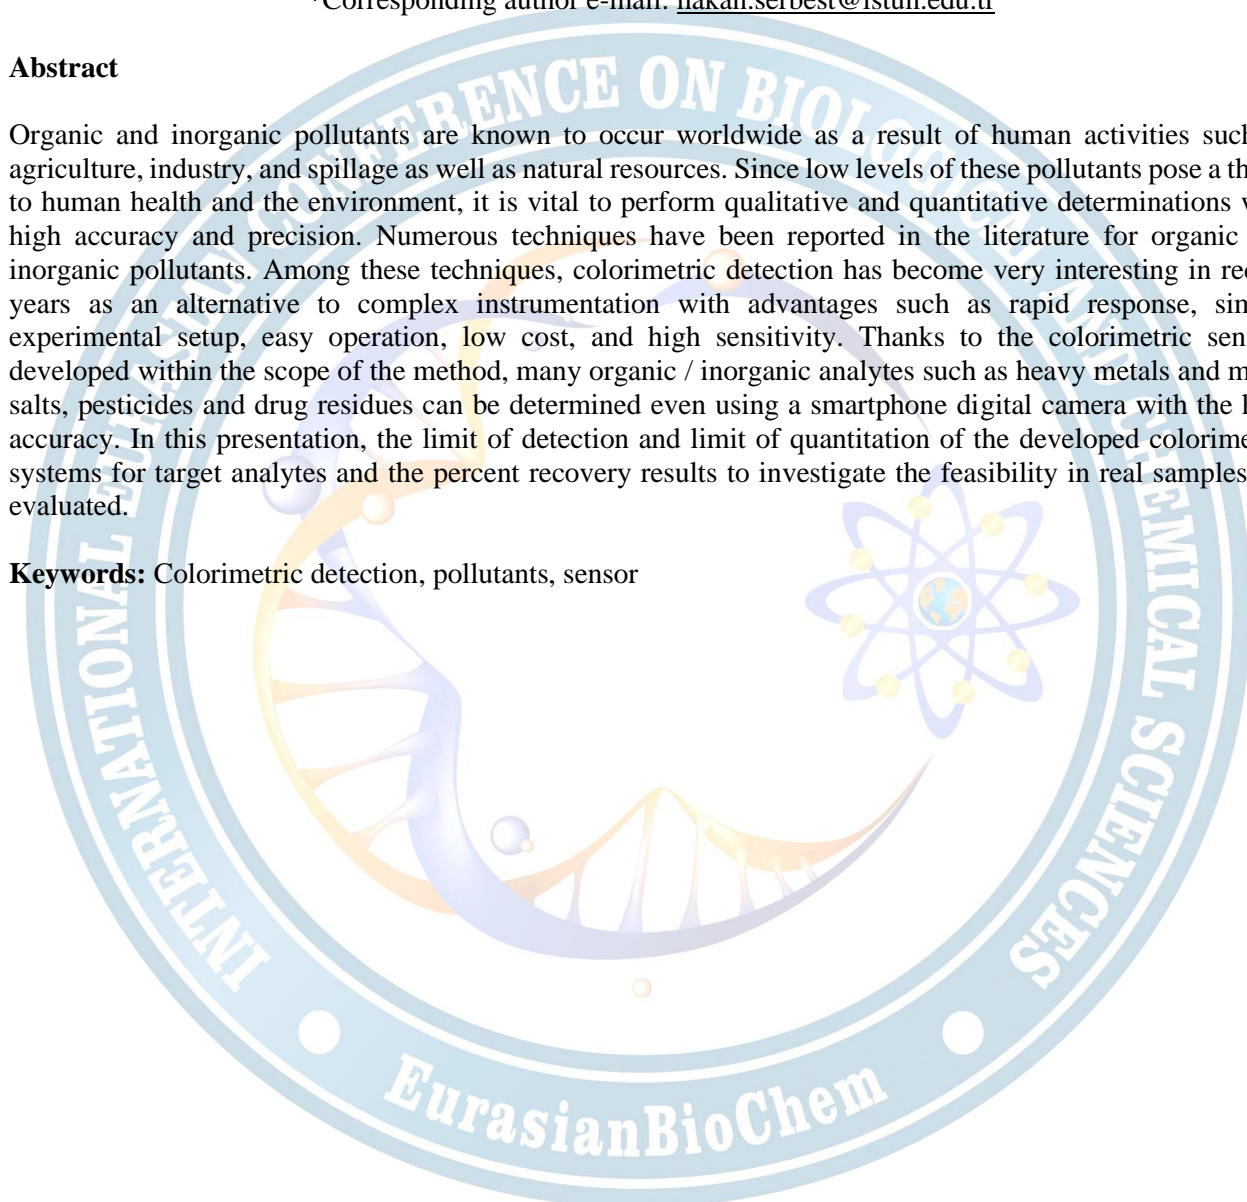 *Corresponding author e-mail: hakan.serbest@istun.edu.tr
Abstract
Organic and inorganic pollutants are known to occur worldwide as a result of human activities such
agriculture, industry, and spillage as well as natural resources. Since low levels of these pollutants pose a th
to human health and the environment, it is vital to perform qualitative and quantitative determinations w
high accuracy and precision. Numerous techniques have been reported in the literature for organic
inorganic pollutants. Among these techniques, colorimetric detection has become very interesting in rec
years as an alternative to complex instrumentation with advantages such as rapid response, sim
experimental setup, easy operation, low cost, and high sensitivity. Thanks to the colorimetric sen
developed within the scope of the method, many organic / inorganic analytes such as heavy metals and m
salts, pesticides and drug residues can be determined even using a smartphone digital camera with the h
accuracy. In this presentation, the limit of detection and limit of quantitation of the developed colorime
systems for target analytes and the percent recovery results to investigate the feasibility in real samples
evaluated.
Keywords: Colorimetric detection, pollutants, sensor
INTERNATIONAL EURASIAN CONFERENCE ON BIOLOGICAL AND CHEMICAL SCIENCES
EurasianBioChem